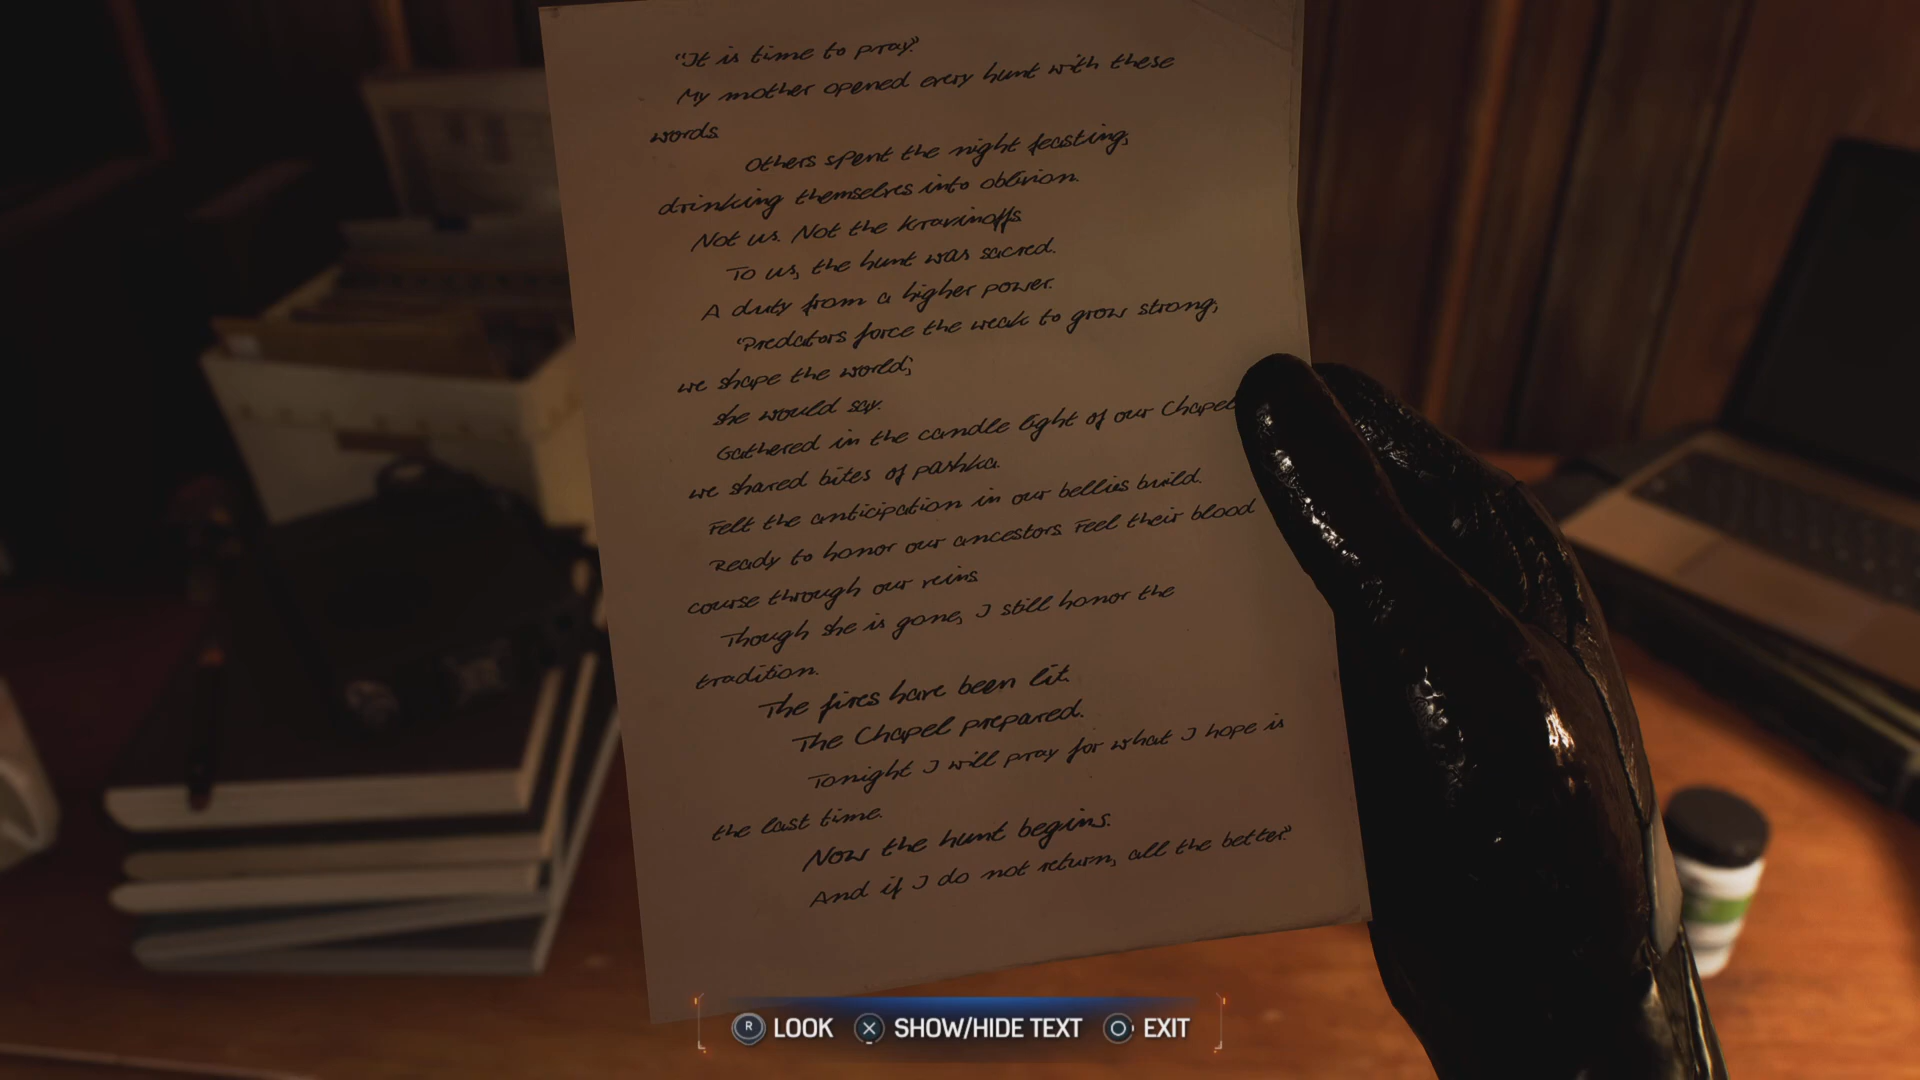 "It is time to pray."
My mother opened every hunt with these
words.
Others spent the night feasting,
drinking themselves into oblivion.
Not us. Not the Kravinoffs.
To us, the hunt was sacred.
A duty from a higher power.
'Predators force the weak to grow strong,
we shape the world,'
she would say.
Gathered in the candle light of our Chapel
we shared bites of pashka.
Felt the anticipation in our bellies build.
Ready to honor our ancestors. Feel their blood
course through our veins.
Though she is gone, I still honor the
tradition.
The fires have been lit.
The Chapel prepared.
Tonight I will pray for what I hope is
the last time.
Now the hunt begins.
And if I do not return, all the better."
R LOOK X SHOW/HIDE TEXT O EXIT